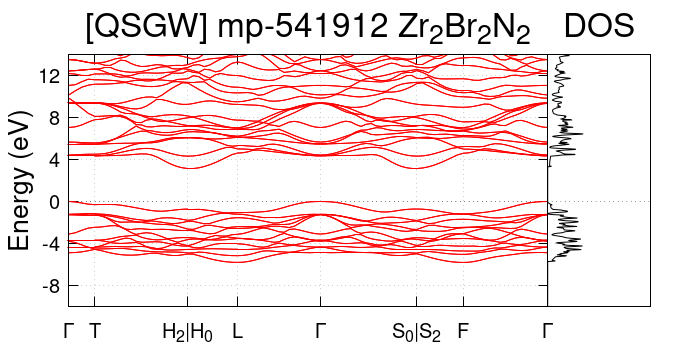 [QSGW] mp-541912 Zr2Br2N2 DOS
Energy (eV)
12
8
4
0
-4
-8
Γ T H2|H0 L Γ S0|S2 F Γ